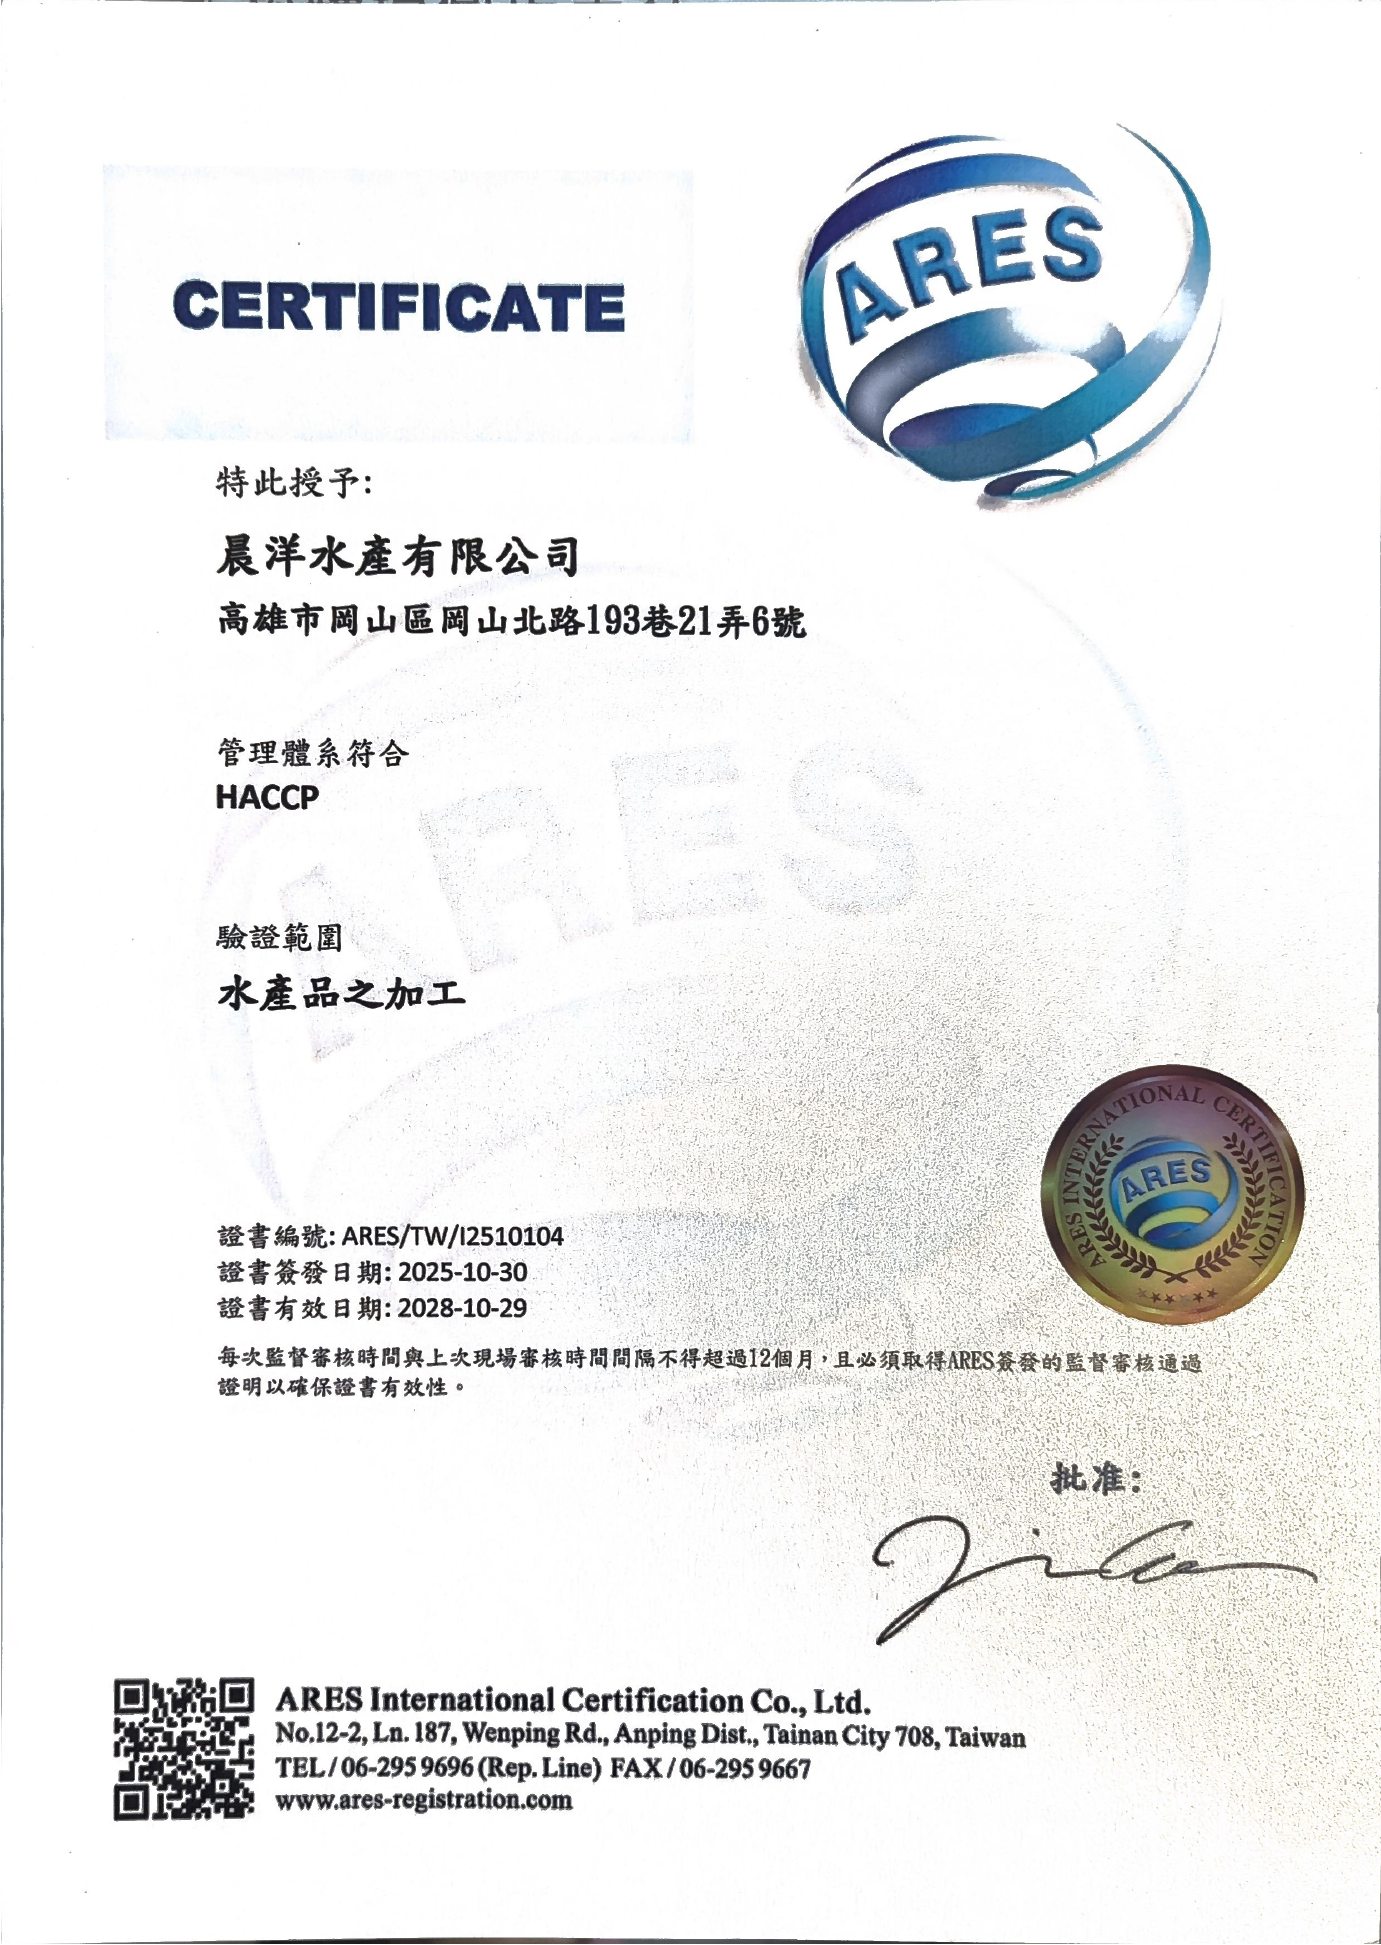 CERTIFICATE
ARES
特此授予:
晨洋水產有限公司
高雄市岡山區岡山北路193巷21弄6號
管理體系符合
HACCP
驗證範圍
水產品之加工
ARES INTERNATIONAL CERTIFICATION
ARES
證書編號: ARES/TW/I2510104
證書簽發日期: 2025-10-30
證書有效日期: 2028-10-29
每次監督審核時間與上次現場審核時間間隔不得超過12個月，且必須取得ARES簽發的監督審核通過
證明以確保證書有效性。
批准:
ARES International Certification Co., Ltd.
No.12-2, Ln. 187, Wenping Rd., Anping Dist., Tainan City 708, Taiwan
TEL / 06-295 9696 (Rep. Line) FAX / 06-295 9667
www.ares-registration.com